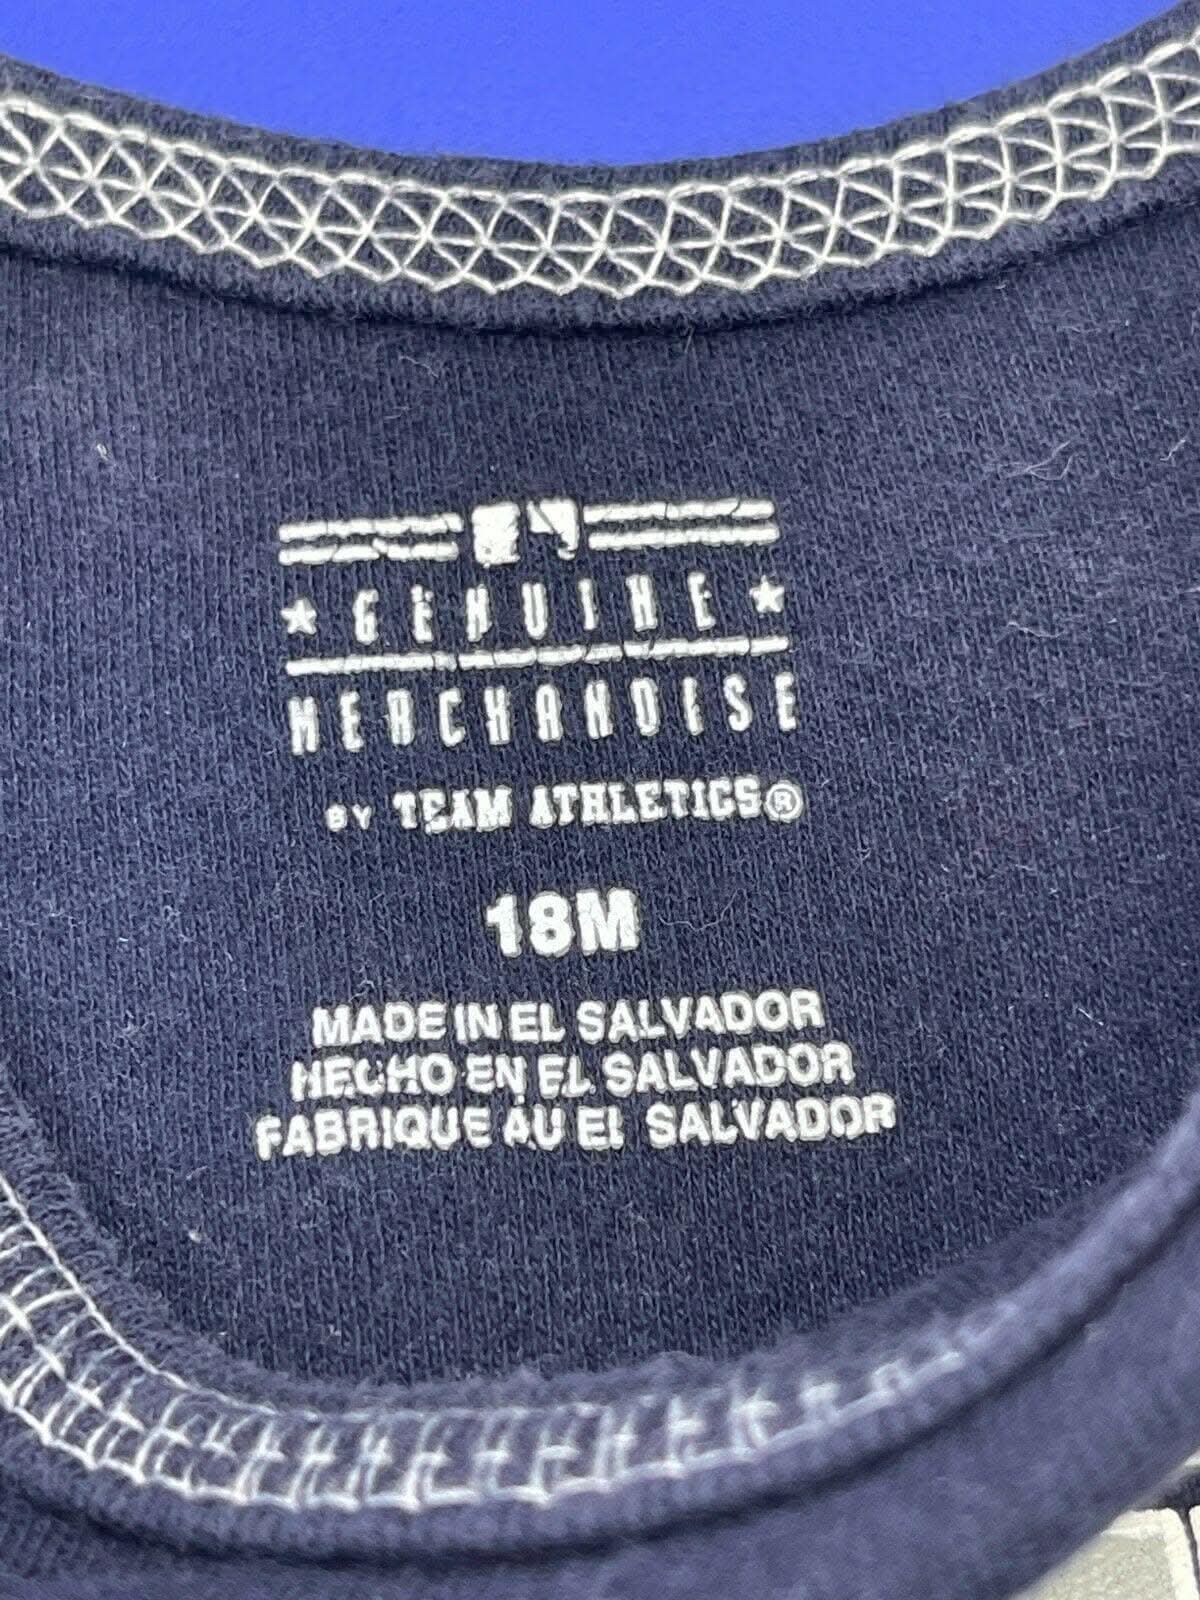 GENUINE
MERCHANDISE
BY TEAM ATHLETICS®
18M
MADE IN EL SALVADOR
HECHO EN EL SALVADOR
FABRIQUE AU EL SALVADOR